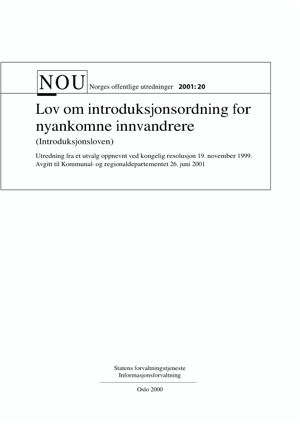 NOU Norges offentlige utredninger 2001: 20
Lov om introduksjonsordning for
nyankomne innvandrere
(Introduksjonsloven)
Utredning fra et utvalg oppnevnt ved kongelig resolusjon 19. november 1999.
Avgitt til Kommunal- og regionaldepartementet 26. juni 2001
Statens forvaltningstjeneste
Informasjonsforvaltning
Oslo 2000